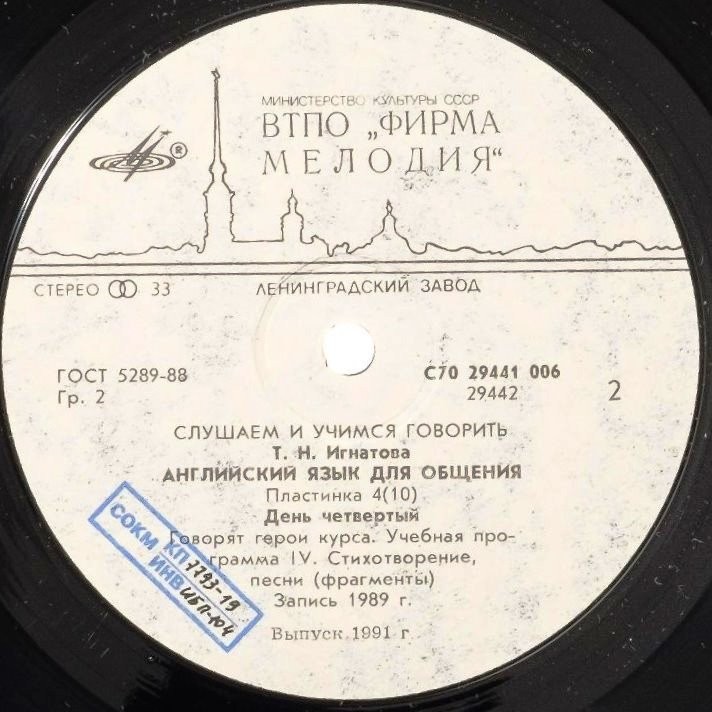 МИНИСТЕРСТВО КУЛЬТУРЫ СССР
ВТПО „ФИРМА
МЕЛОДИЯ“
®
СТЕРЕО 33
ЛЕНИНГРАДСКИЙ ЗАВОД
ГОСТ 5289-88
Гр. 2
С70 29441 006
29442
2
СЛУШАЕМ И УЧИМСЯ ГОВОРИТЬ
Т. Н. Игнатова
АНГЛИЙСКИЙ ЯЗЫК ДЛЯ ОБЩЕНИЯ
Пластинка 4(10)
День четвертый
Говорят герои курса. Учебная про-
грамма IV. Стихотворение,
песни (фрагменты)
Запись 1989 г.
Выпуск 1991 г
СОКМ КП 7793-19
ИНВ ИБП-104